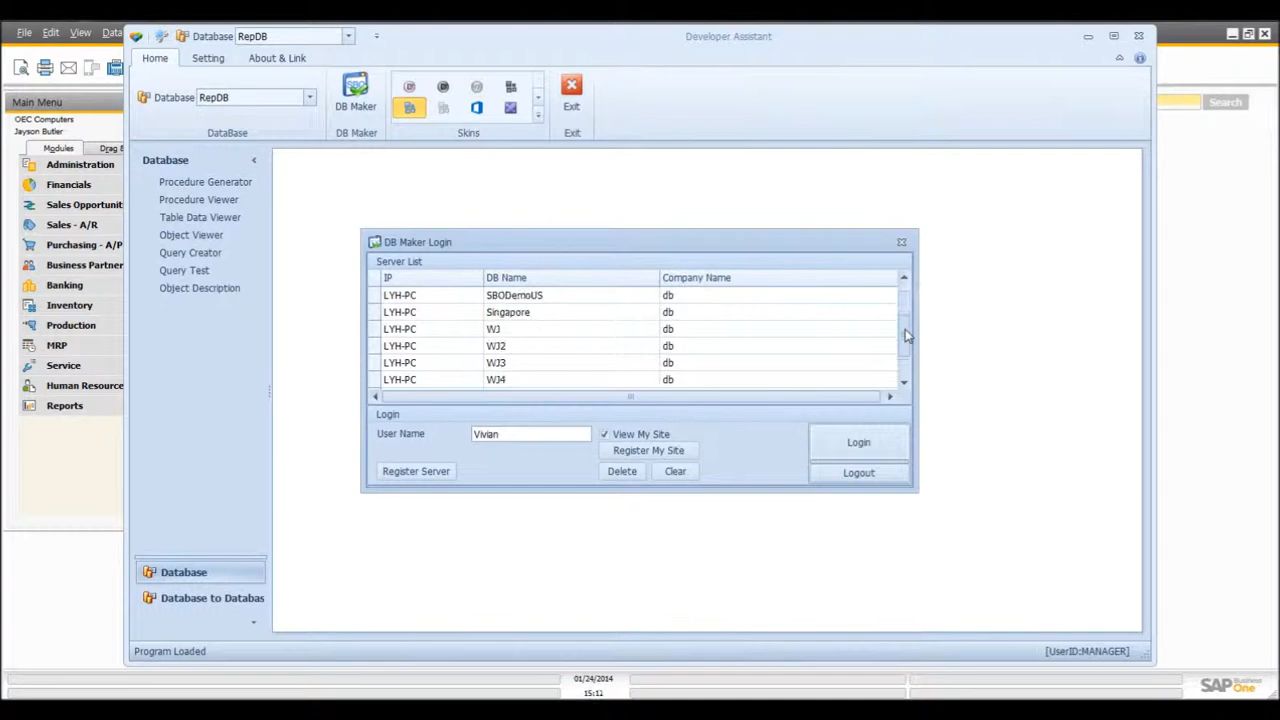 File Edit View Data
Database RepDB
Developer Assistant
Home Setting About & Link
Database RepDB
DB Maker
Exit
DataBase
DB Maker
Skins
Exit
Search
Main Menu
OEC Computers
Jayson Butler
Modules
Administration
Financials
Sales Opportunit
Sales - A/R
Purchasing - A/P
Business Partner
Banking
Inventory
Production
MRP
Service
Human Resource
Reports
Database
Procedure Generator
Procedure Viewer
Table Data Viewer
Object Viewer
Query Creator
Query Test
Object Description
Database
Database to Databas
DB Maker Login
Server List
IP DB Name Company Name
LYH-PC SBODemoUS db
LYH-PC Singapore db
LYH-PC WJ db
LYH-PC WJ2 db
LYH-PC WJ3 db
LYH-PC WJ4 db
Login
User Name Vivian View My Site
Register My Site
Login
Register Server Delete Clear Logout
Program Loaded [UserID:MANAGER]
01/24/2014
15:11
SAP Business One